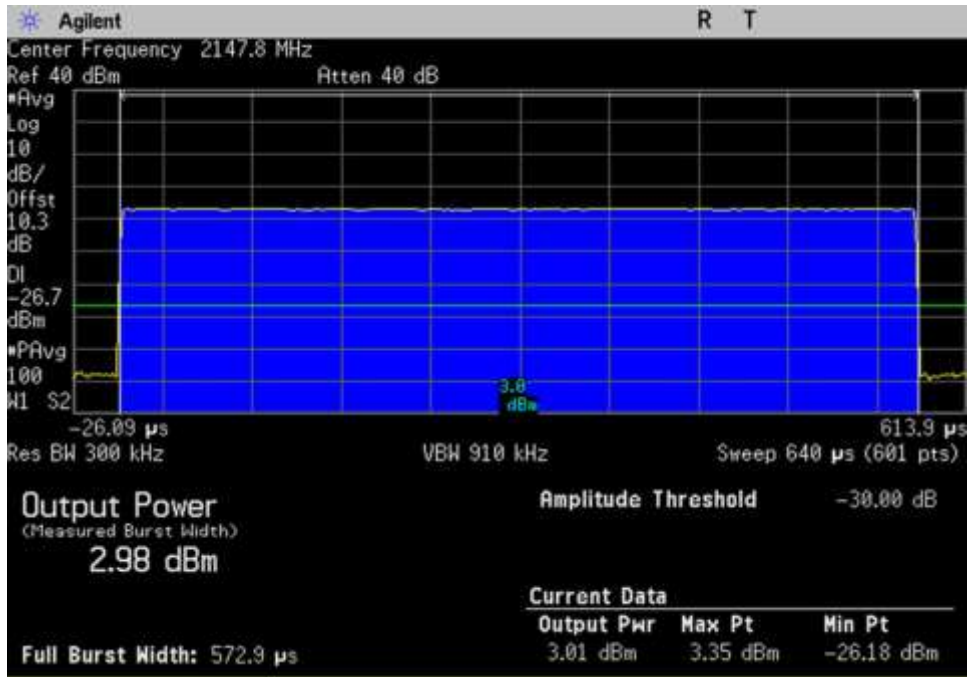 Agilent R T
Center Frequency 2147.8 MHz
Ref 40 dBm Atten 40 dB
*Avg
Log
10
dB/
Offst
10.3
dB
DI
-26.7
dBm
*PAvg
100
W1 S2
3.0
dBm
-26.09 µs 613.9 µs
Res BW 300 kHz VBW 910 kHz Sweep 640 µs (601 pts)
Output Power Amplitude Threshold -30.00 dB
(Measured Burst Width)
2.98 dBm
Current Data
Output Pwr Max Pt Min Pt
Full Burst Width: 572.9 µs 3.01 dBm 3.35 dBm -26.18 dBm